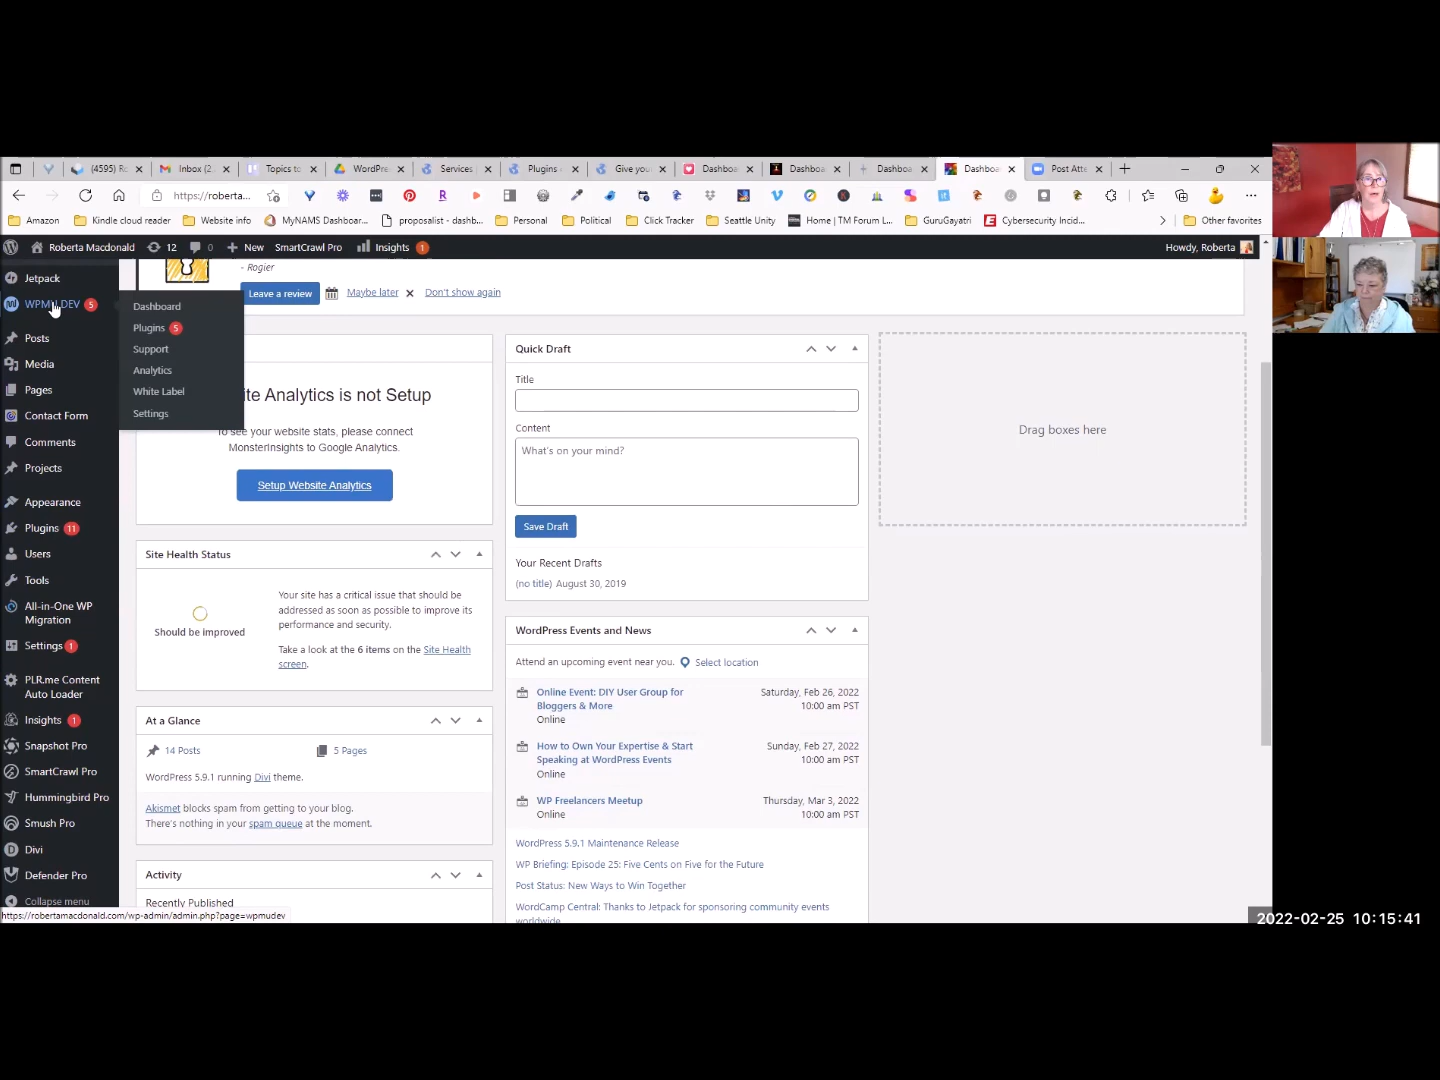 (4595) R
Inbox (2
Topics to
WordPre
Services
Plugins
Give you
Dashboa
Dashboa
Dashboa
Dashboa
Post Atte
https://roberta...
Amazon
Kindle cloud reader
Website info
MyNAMS Dashboar...
proposalist - dashb...
Personal
Political
Click Tracker
Seattle Unity
Home | TM Forum L...
GuruGayatri
Cybersecurity Incid...
Other favorites
Roberta Macdonald
12
0
New
SmartCrawl Pro
Insights 1
Howdy, Roberta
Jetpack
WPMU DEV 5
Posts
Media
Pages
Contact Form
Comments
Projects
Appearance
Plugins 11
Users
Tools
All-in-One WP
Migration
Settings 1
PLR.me Content
Auto Loader
Insights 1
Snapshot Pro
SmartCrawl Pro
Hummingbird Pro
Smush Pro
Divi
Defender Pro
Collapse menu
https://robertamacdonald.com/wp-admin/admin.php?page=wpmudev
Dashboard
Plugins 5
Support
Analytics
White Label
Settings
- Rogier
Leave a review
Maybe later
Don't show again
te Analytics is not Setup
To see your website stats, please connect
MonsterInsights to Google Analytics.
Setup Website Analytics
Site Health Status
Should be improved
Your site has a critical issue that should be
addressed as soon as possible to improve its
performance and security.
Take a look at the 6 items on the Site Health
screen.
At a Glance
14 Posts
5 Pages
WordPress 5.9.1 running Divi theme.
Akismet blocks spam from getting to your blog.
There's nothing in your spam queue at the moment.
Activity
Recently Published
Quick Draft
Title
Content
What's on your mind?
Save Draft
Your Recent Drafts
(no title) August 30, 2019
WordPress Events and News
Attend an upcoming event near you. Select location
Online Event: DIY User Group for
Bloggers & More
Online
Saturday, Feb 26, 2022
10:00 am PST
How to Own Your Expertise & Start
Speaking at WordPress Events
Online
Sunday, Feb 27, 2022
10:00 am PST
WP Freelancers Meetup
Online
Thursday, Mar 3, 2022
10:00 am PST
WordPress 5.9.1 Maintenance Release
WP Briefing: Episode 25: Five Cents on Five for the Future
Post Status: New Ways to Win Together
WordCamp Central: Thanks to Jetpack for sponsoring community events
worldwide
Drag boxes here
2022-02-25 10:15:41